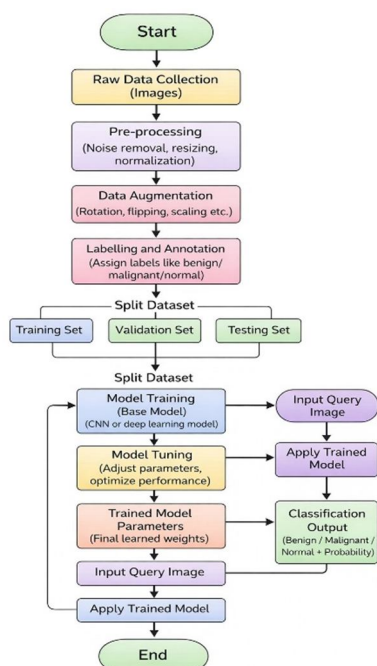 Start
Raw Data Collection
(Images)
Pre-processing
(Noise removal, resizing,
normalization)
Data Augmentation
(Rotation, flipping, scaling etc.)
Labelling and Annotation
(Assign labels like benign/
malignant/normal)
Split Dataset
Training Set
Validation Set
Testing Set
Split Dataset
Model Training
(Base Model)
(CNN or deep learning model)
Input Query
Image
Model Tuning
(Adjust parameters,
optimize performance)
Apply Trained
Model
Trained Model
Parameters
(Final learned weights)
Classification
Output
(Benign / Malignant /
Normal + Probability)
Input Query Image
Apply Trained Model
End